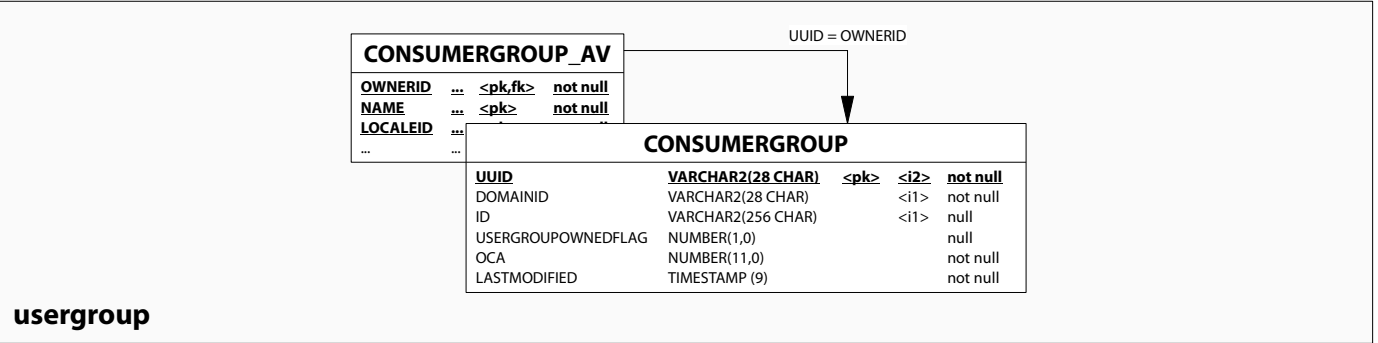 UUID = OWNERID
CONSUMERGROUP_AV
OWNERID ... <pk,fk> not null
NAME ... <pk> not null
LOCALEID ...
... ...
CONSUMERGROUP
UUID VARCHAR2(28 CHAR) <pk> <i2> not null
DOMAINID VARCHAR2(28 CHAR) <i1> not null
ID VARCHAR2(256 CHAR) <i1> null
USERGROUPOWNEDFLAG NUMBER(1,0) null
OCA NUMBER(11,0) not null
LASTMODIFIED TIMESTAMP (9) not null
usergroup